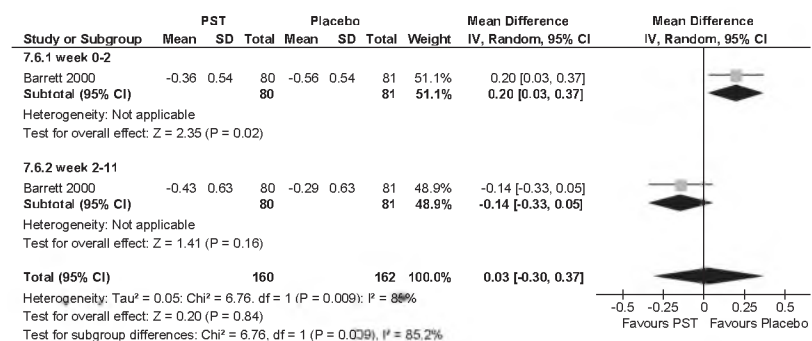 PST Placebo Mean Difference Mean Difference
Study or Subgroup Mean SD Total Mean SD Total Weight IV, Random, 95% CI IV, Random, 95% CI
7.6.1 week 0-2
Barrett 2000 -0.36 0.54 80 -0.56 0.54 81 51.1% 0.20 [0.03, 0.37]
Subtotal (95% CI) 80 81 51.1% 0.20 [0.03, 0.37]
Heterogeneity: Not applicable
Test for overall effect: Z = 2.35 (P = 0.02)
7.6.2 week 2-11
Barrett 2000 -0.43 0.63 80 -0.29 0.63 81 48.9% -0.14 [-0.33, 0.05]
Subtotal (95% CI) 80 81 48.9% -0.14 [-0.33, 0.05]
Heterogeneity: Not applicable
Test for overall effect: Z = 1.41 (P = 0.16)
Total (95% CI) 160 162 100.0% 0.03 [-0.30, 0.37]
Heterogeneity: Tau² = 0.05; Chi² = 6.76, df = 1 (P = 0.009); I² =
-0.5 -0.25 0 0.25 0.5
Test for overall effect: Z = 0.20 (P = 0.84)
Favours PST Favours Placebo
Test for subgroup differences: Chi² = 6.76, df = 1 (P = 0.009), I² = 85.2%